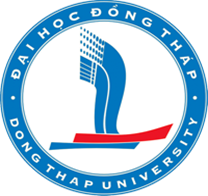 ĐẠI HỌC ĐỒNG THÁP
DONG THAP UNIVERSITY